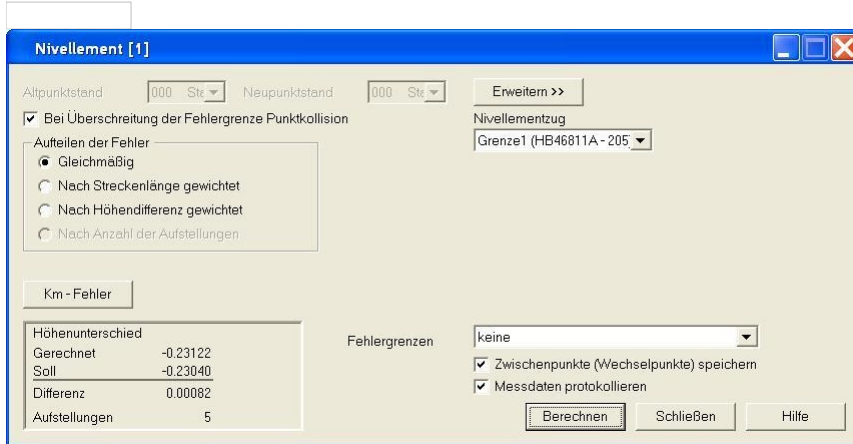 Nivellement [1]
Altpunktstand 000 Ste Neupunktstand 000 Ste Erweitern >>
Bei Überschreitung der Fehlergrenze Punktkollision
Nivellementzug
Grenze1 (HB46811A - 205)
Aufteilen der Fehler
Gleichmäßig
Nach Streckenlänge gewichtet
Nach Höhendifferenz gewichtet
Nach Anzahl der Aufstellungen
Km - Fehler
Höhenunterschied
Gerechnet -0.23122
Soll -0.23040
Differenz 0.00082
Aufstellungen 5
Fehlergrenzen keine
Zwischenpunkte (Wechselpunkte) speichern
Messdaten protokollieren
Berechnen Schließen Hilfe